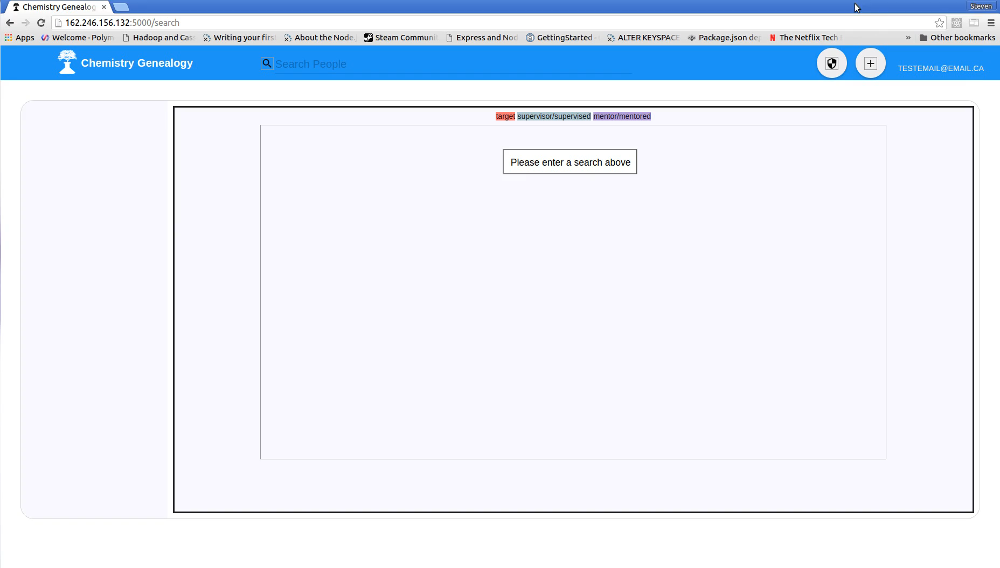 Chemistry Genealog
Steven
162.246.156.132:5000/search
Apps Welcome - Polym Hadoop and Cas Writing your first About the Node. Steam Communi Express and Nod GettingStarted - ALTER KEYSPACE Package.json dep The Netflix Tech » Other bookmarks
Chemistry Genealogy Search People TESTEMAIL@EMAIL.CA
target supervisor/supervised mentor/mentored
Please enter a search above